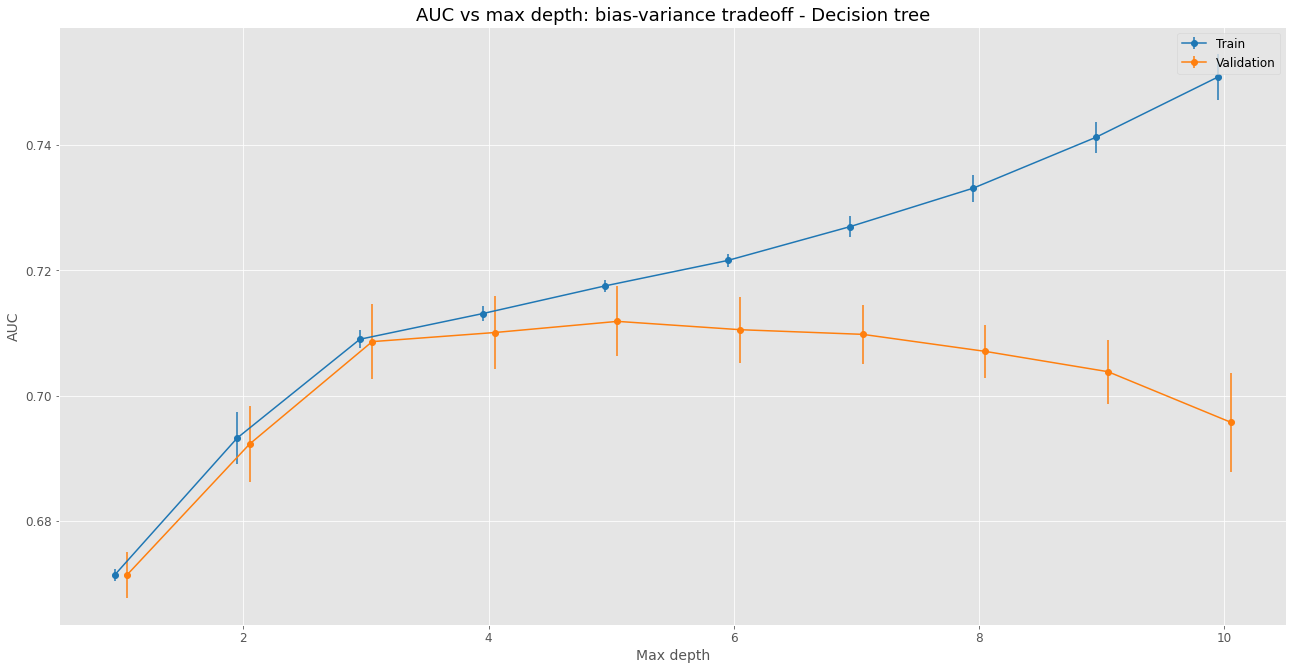 AUC vs max depth: bias-variance tradeoff - Decision tree
Train
Validation
AUC
0.74
0.72
0.70
0.68
2 4 6 8 10
Max depth